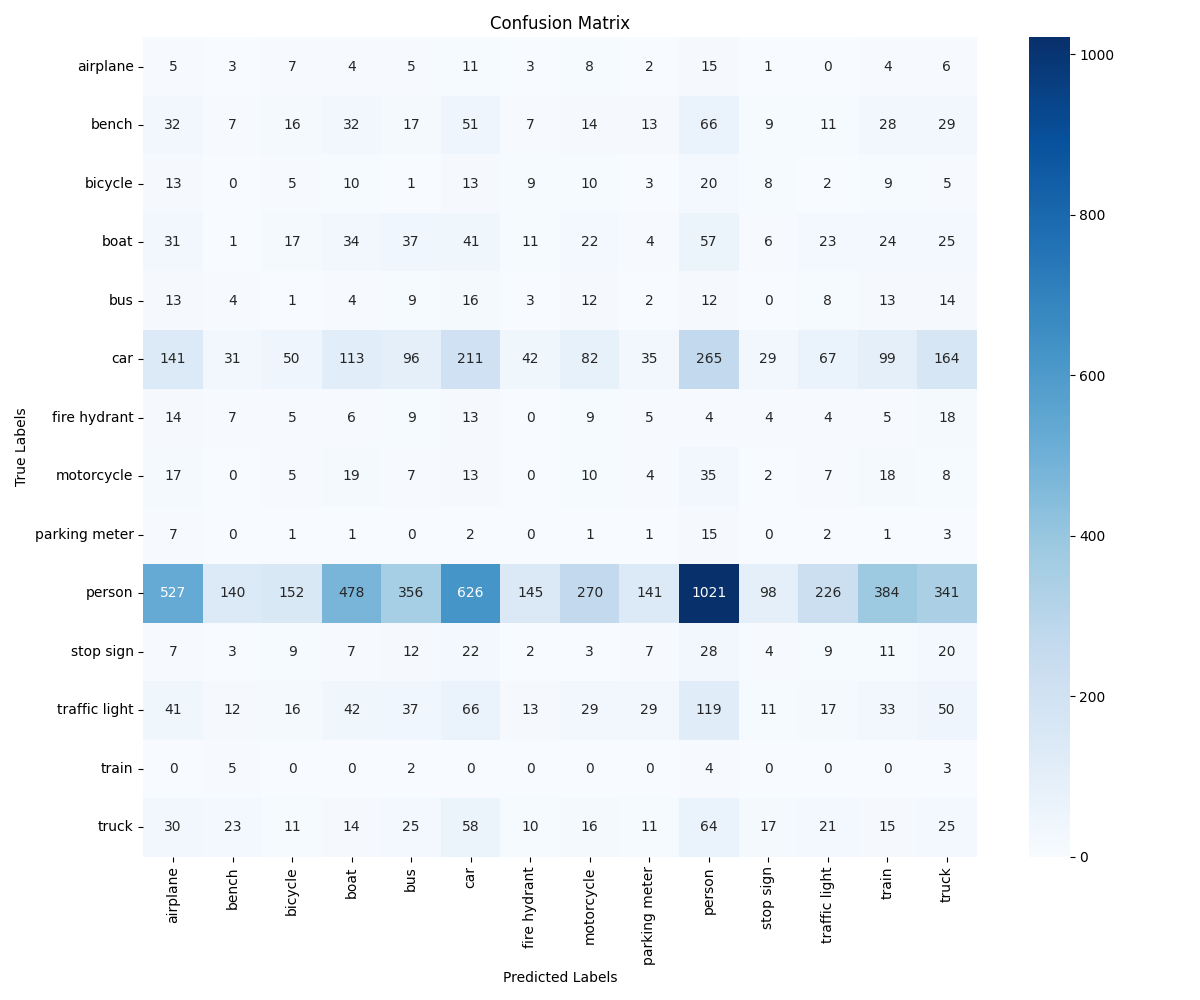 Confusion Matrix
airplane 5 3 7 4 5 11 3 8 2 15 1 0 4 6
bench 32 7 16 32 17 51 7 14 13 66 9 11 28 29
bicycle 13 0 5 10 1 13 9 10 3 20 8 2 9 5
boat 31 1 17 34 37 41 11 22 4 57 6 23 24 25
bus 13 4 1 4 9 16 3 12 2 12 0 8 13 14
car 141 31 50 113 96 211 42 82 35 265 29 67 99 164
fire hydrant 14 7 5 6 9 13 0 9 5 4 4 4 5 18
motorcycle 17 0 5 19 7 13 0 10 4 35 2 7 18 8
parking meter 7 0 1 1 0 2 0 1 1 15 0 2 1 3
person 527 140 152 478 356 626 145 270 141 1021 98 226 384 341
stop sign 7 3 9 7 12 22 2 3 7 28 4 9 11 20
traffic light 41 12 16 42 37 66 13 29 29 119 11 17 33 50
train 0 5 0 0 2 0 0 0 0 4 0 0 0 3
truck 30 23 11 14 25 58 10 16 11 64 17 21 15 25
airplane bench bicycle boat bus car fire hydrant motorcycle parking meter person stop sign traffic light train truck
Predicted Labels
True Labels
1000
800
600
400
200
0